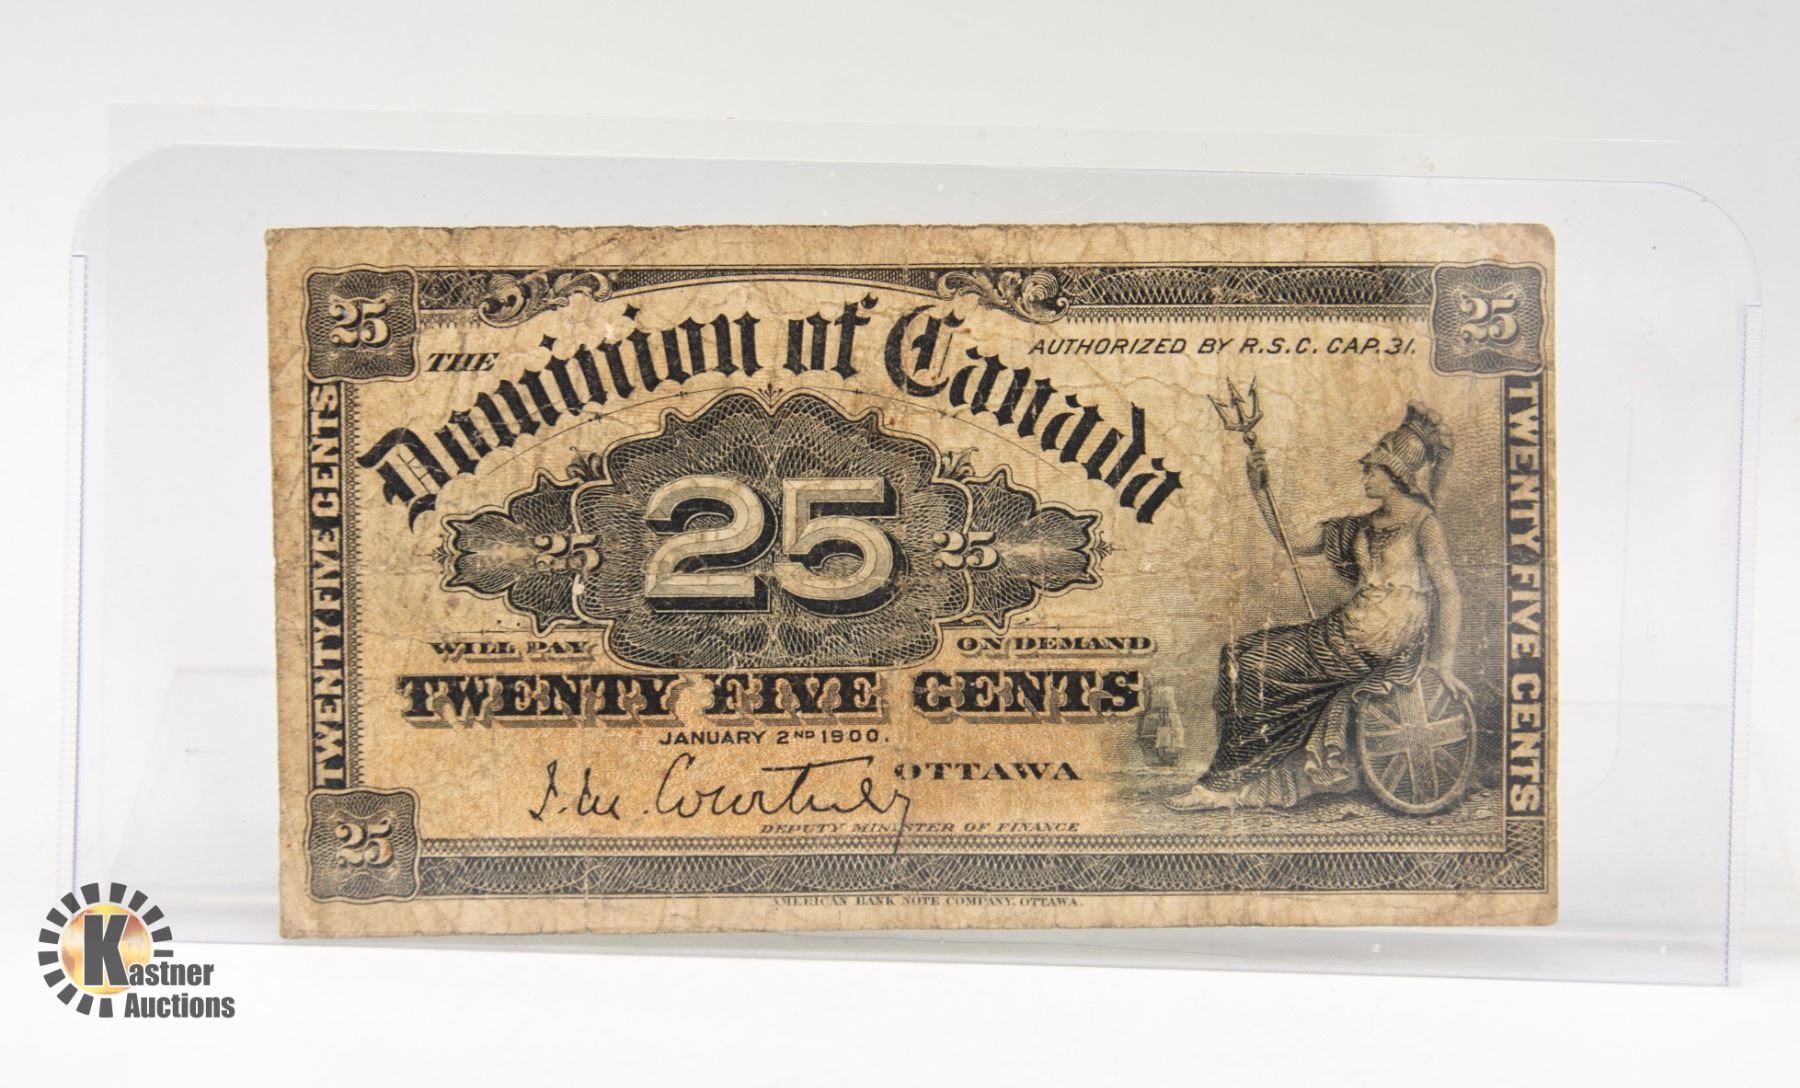 25
25
THE
Dominion of Canada
AUTHORIZED BY R.S.C. CAP.31.
TWENTY FIVE CENTS
TWENTY FIVE CENTS
25
25
25
WILL PAY
ON DEMAND
TWENTY FIVE CENTS
JANUARY 2ND 1900.
J. M. Courtney
OTTAWA
DEPUTY MINISTER OF FINANCE
25
AMERICAN BANK NOTE COMPANY, OTTAWA.
Kastner
Auctions